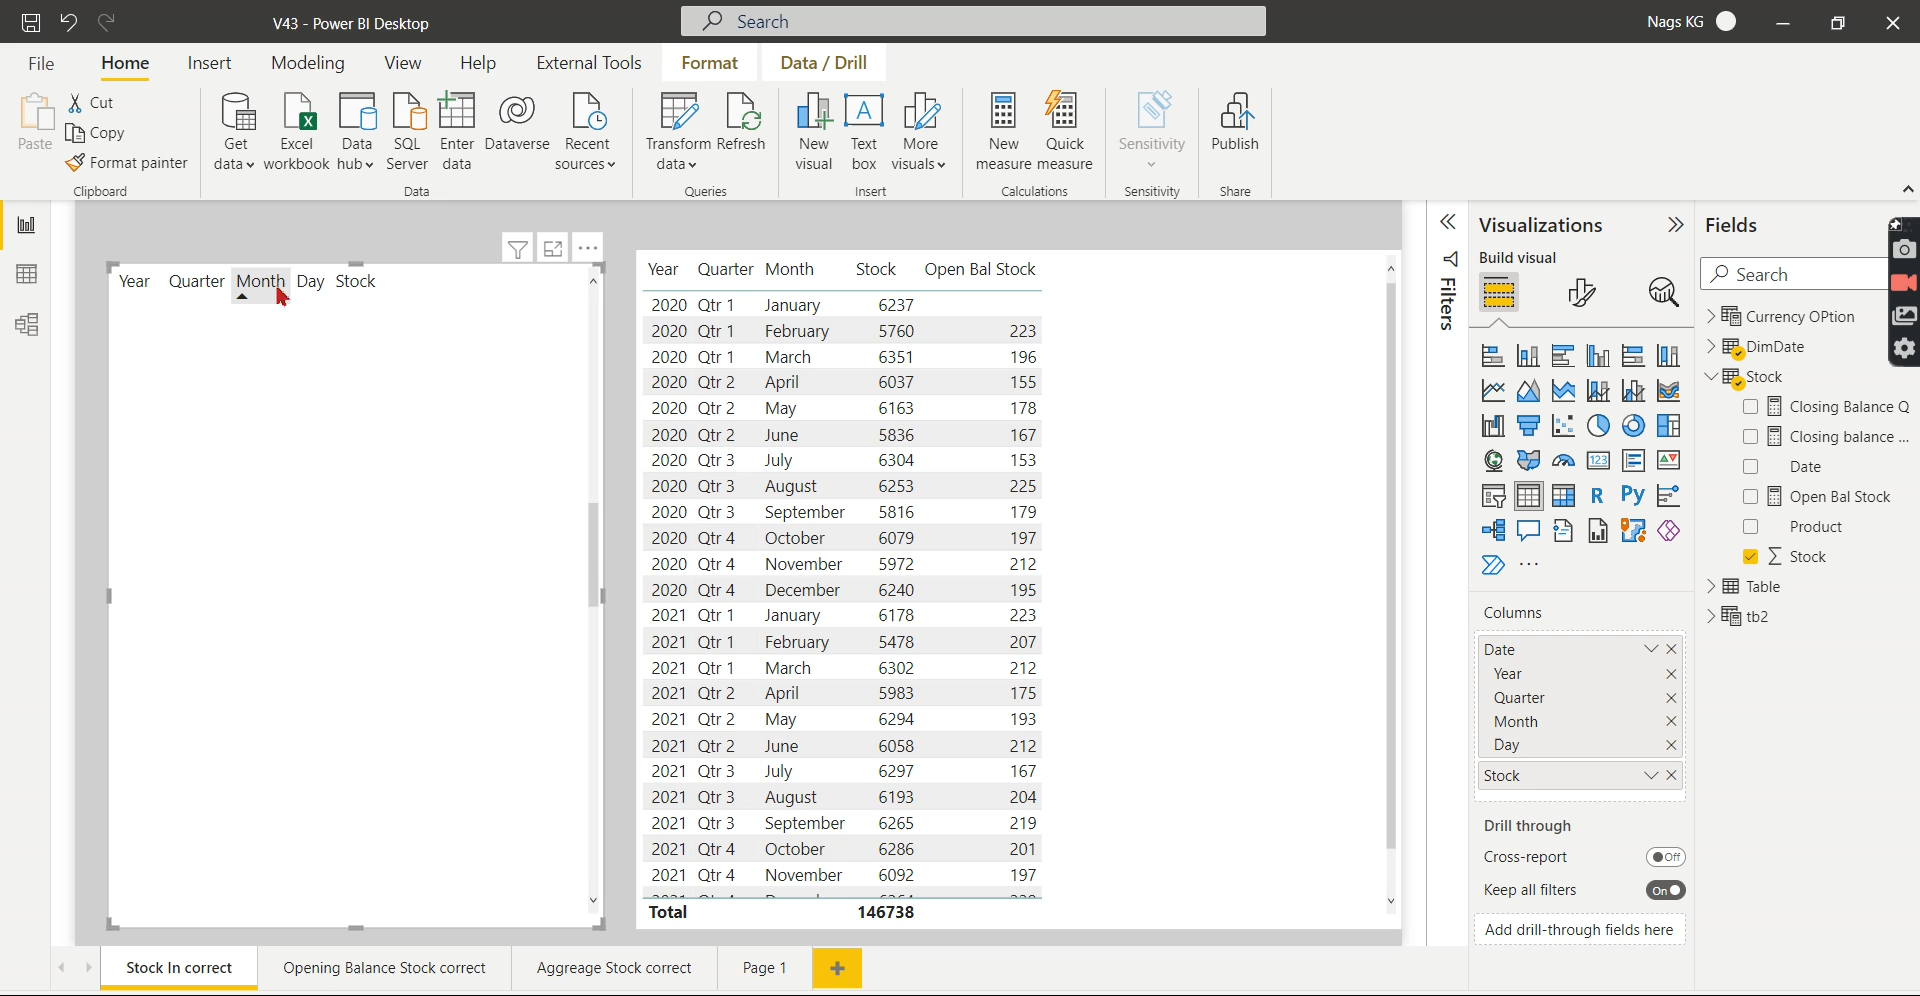 V43 - Power BI Desktop
Search
Nags KG
File Home Insert Modeling View Help External Tools Format Data / Drill
Paste
Cut
Copy
Format painter
Clipboard
Get data
Excel workbook
Data hub
SQL Server
Enter data
Dataverse
Recent sources
Data
Transform data
Refresh
Queries
New visual
Text box
More visuals
Insert
New measure
Quick measure
Calculations
Sensitivity
Sensitivity
Publish
Share
Year Quarter Month Day Stock
Year Quarter Month Stock Open Bal Stock
2020 Qtr 1 January 6237
2020 Qtr 1 February 5760 223
2020 Qtr 1 March 6351 196
2020 Qtr 2 April 6037 155
2020 Qtr 2 May 6163 178
2020 Qtr 2 June 5836 167
2020 Qtr 3 July 6304 153
2020 Qtr 3 August 6253 225
2020 Qtr 3 September 5816 179
2020 Qtr 4 October 6079 197
2020 Qtr 4 November 5972 212
2020 Qtr 4 December 6240 195
2021 Qtr 1 January 6178 223
2021 Qtr 1 February 5478 207
2021 Qtr 1 March 6302 212
2021 Qtr 2 April 5983 175
2021 Qtr 2 May 6294 193
2021 Qtr 2 June 6058 212
2021 Qtr 3 July 6297 167
2021 Qtr 3 August 6193 204
2021 Qtr 3 September 6265 219
2021 Qtr 4 October 6286 201
2021 Qtr 4 November 6092 197
Total 146738
Filters
Visualizations
Build visual
123
R
Py
Columns
Date
Year
Quarter
Month
Day
Stock
Drill through
Cross-report Off
Keep all filters On
Add drill-through fields here
Fields
Search
Currency OPtion
DimDate
Stock
Closing Balance Q
Closing balance ...
Date
Open Bal Stock
Product
Stock
Table
tb2
Stock In correct
Opening Balance Stock correct
Aggreage Stock correct
Page 1